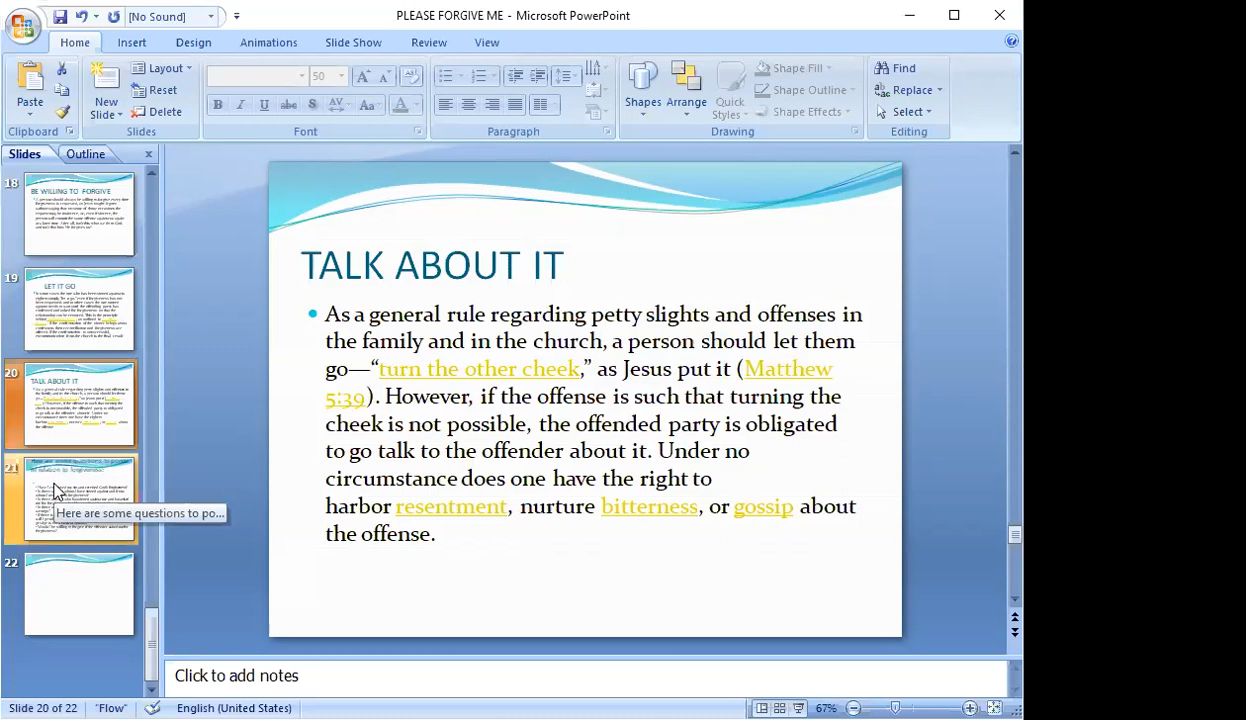 [No Sound]
PLEASE FORGIVE ME - Microsoft PowerPoint
Home Insert Design Animations Slide Show Review View
Paste
Clipboard
New
Slide
Layout
Reset
Delete
Slides
50
B I U abc S AV Aa A
Font
Paragraph
Shapes
Arrange
Quick
Styles
Shape Fill
Shape Outline
Shape Effects
Drawing
Find
Replace
Select
Editing
Slides Outline
18
BE WILLING TO FORGIVE
19
LET IT GO
20
TALK ABOUT IT
21
Here are some questions to po...
22
TALK ABOUT IT
As a general rule regarding petty slights and offenses in
the family and in the church, a person should let them
go—“turn the other cheek,” as Jesus put it (Matthew
5:39). However, if the offense is such that turning the
cheek is not possible, the offended party is obligated
to go talk to the offender about it. Under no
circumstance does one have the right to
harbor resentment, nurture bitterness, or gossip about
the offense.
Click to add notes
Slide 20 of 22
"Flow"
English (United States)
67%